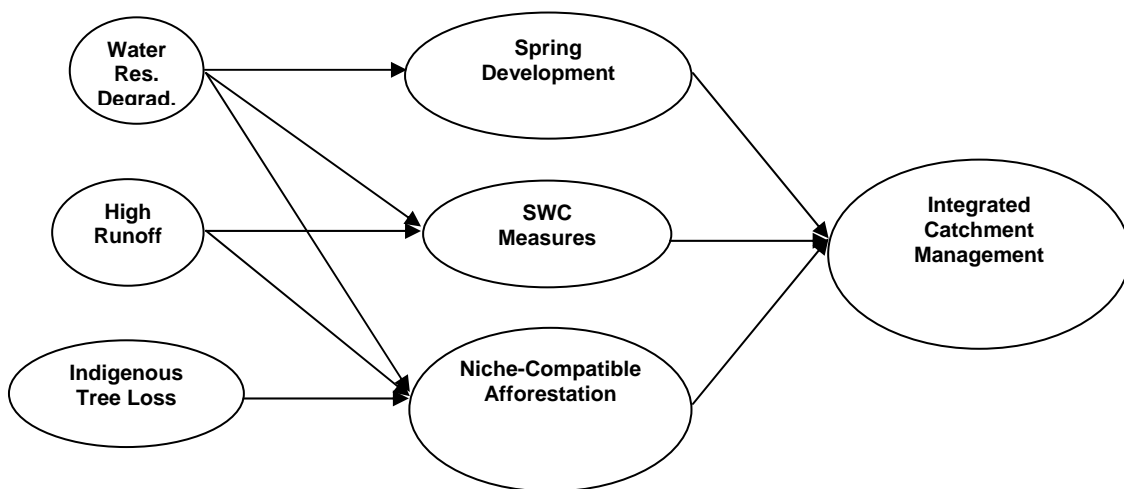 Water
Res.
Degrad.
Spring
Development
High
Runoff
SWC
Measures
Integrated
Catchment
Management
Indigenous
Tree Loss
Niche-Compatible
Afforestation